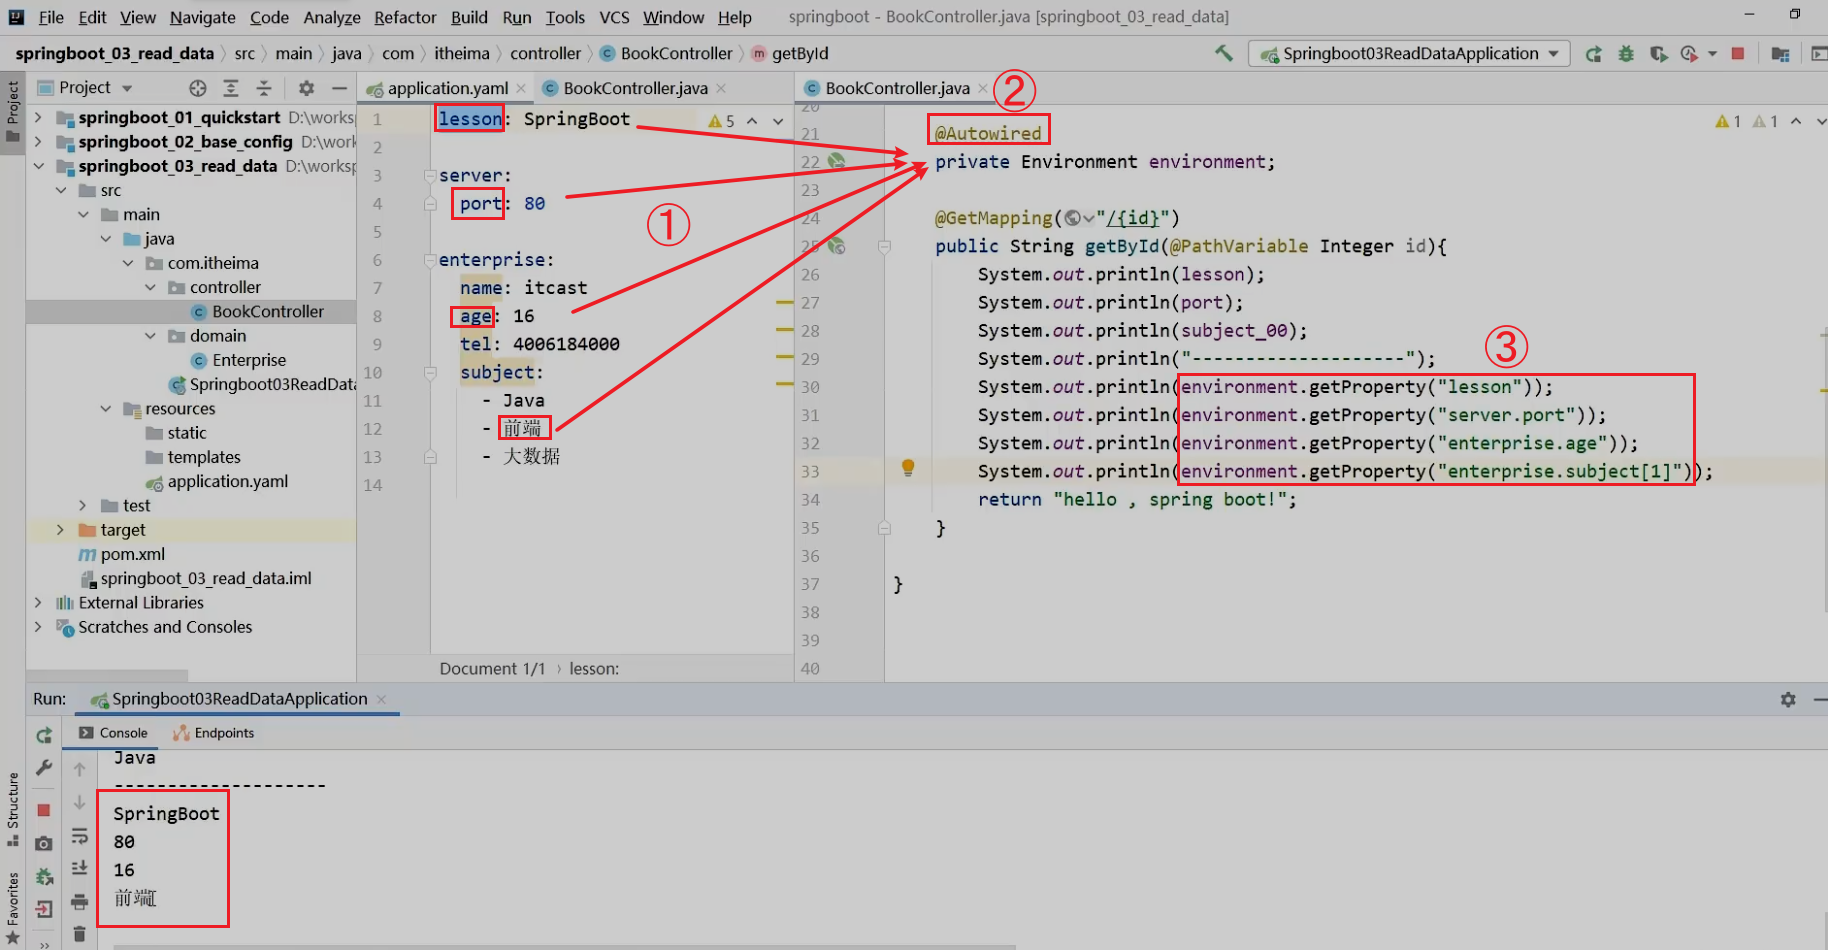 File Edit View Navigate Code Analyze Refactor Build Run Tools VCS Window Help springboot - BookController.java [springboot_03_read_data]
springboot_03_read_data src main java com itheima controller BookController getById Springboot03ReadDataApplication
Project
Project
springboot_01_quickstart D:\worksp
springboot_02_base_config D:\work
springboot_03_read_data D:\worksp
src
main
java
com.itheima
controller
BookController
domain
Enterprise
Springboot03ReadData
resources
static
templates
application.yaml
test
target
pom.xml
springboot_03_read_data.iml
External Libraries
Scratches and Consoles
application.yaml BookController.java
5
1 lesson: SpringBoot
2
3 server:
4 port: 80
5
6 enterprise:
7 name: itcast
8 age: 16
9 tel: 4006184000
10 subject:
11 - Java
12 - 前端
13 - 大数据
14
①
Document 1/1 lesson:
BookController.java ②
1 1
20
21 @Autowired
22 private Environment environment;
23
24 @GetMapping("/{id}")
25 public String getById(@PathVariable Integer id){
26 System.out.println(lesson);
27 System.out.println(port);
28 System.out.println(subject_00);
29 System.out.println("--------------------");
③
30 System.out.println(environment.getProperty("lesson"));
31 System.out.println(environment.getProperty("server.port"));
32 System.out.println(environment.getProperty("enterprise.age"));
33 System.out.println(environment.getProperty("enterprise.subject[1]"));
34 return "hello , spring boot!";
35 }
36
37 }
38
39
40
Run: Springboot03ReadDataApplication
Console Endpoints
Structure
Favorites
Java
--------------------
SpringBoot
80
16
前端